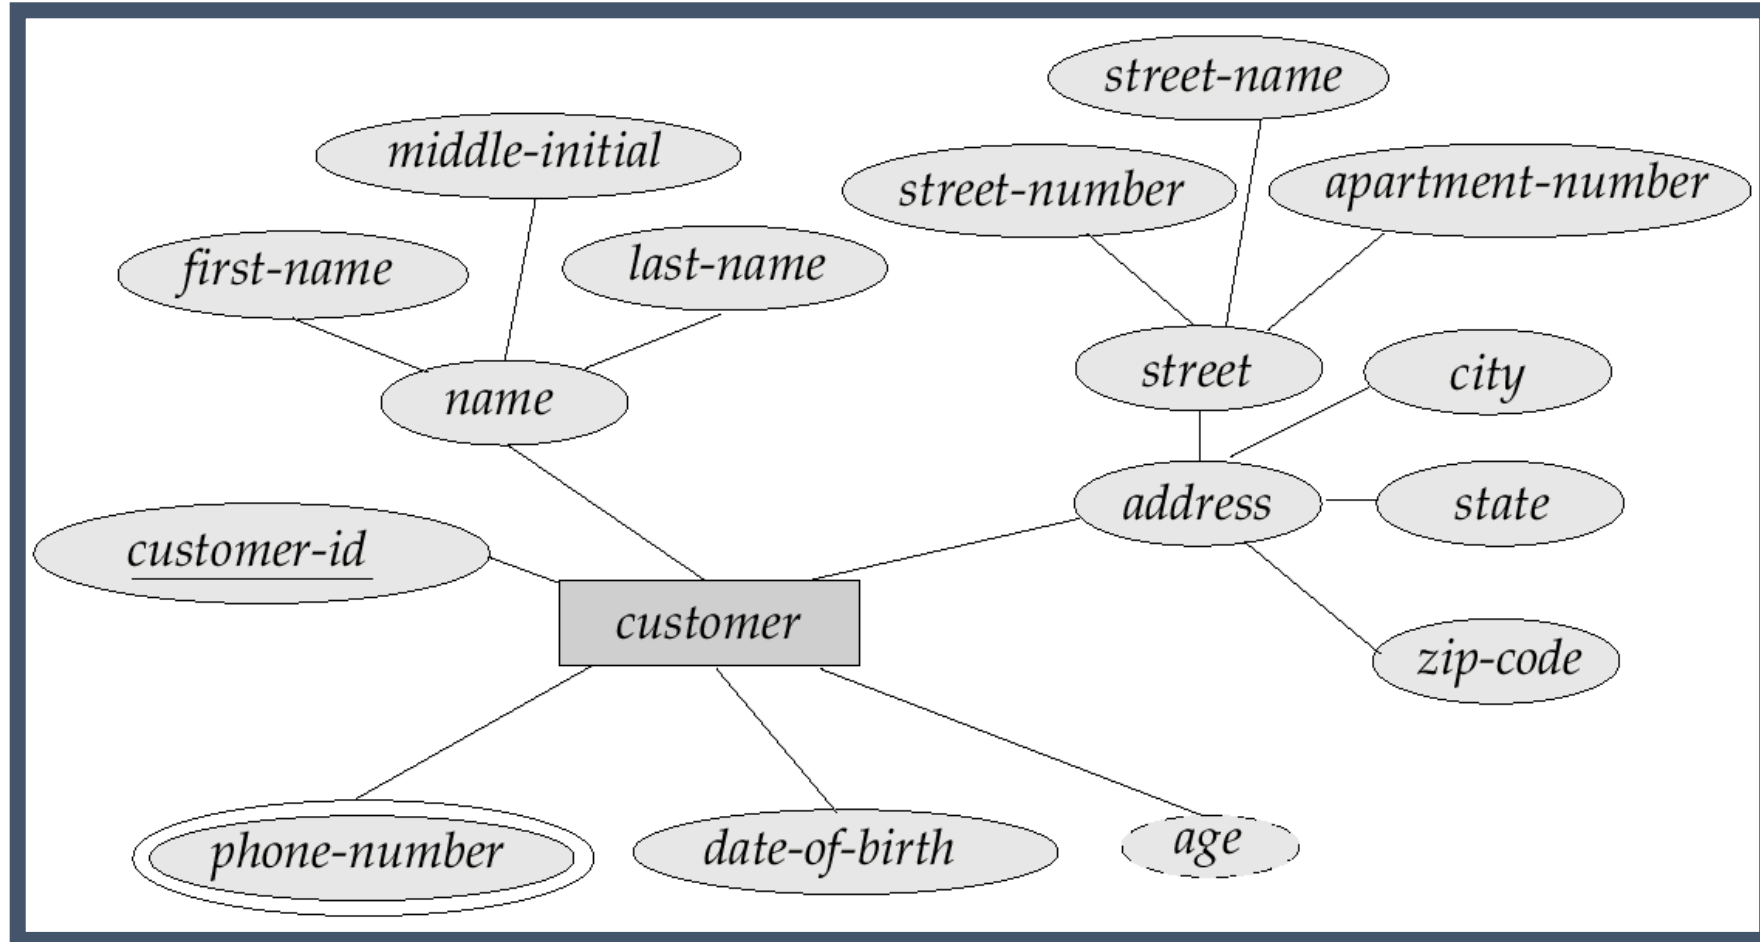 street-name
middle-initial
street-number
apartment-number
first-name
last-name
street
city
name
address
state
customer-id
customer
zip-code
phone-number
date-of-birth
age